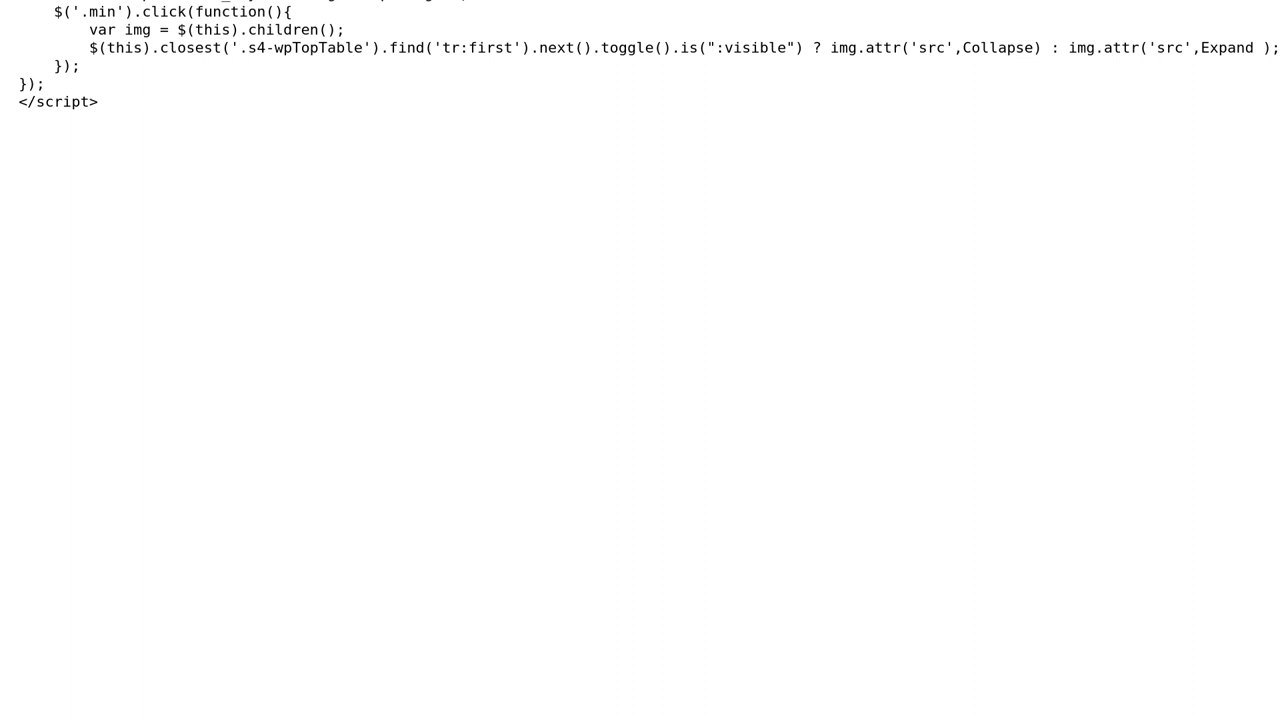 $('.min').click(function(){
var img = $(this).children();
$(this).closest('.s4-wpTopTable').find('tr:first').next().toggle().is(":visible") ? img.attr('src',Collapse) : img.attr('src',Expand );
});
});
</script>